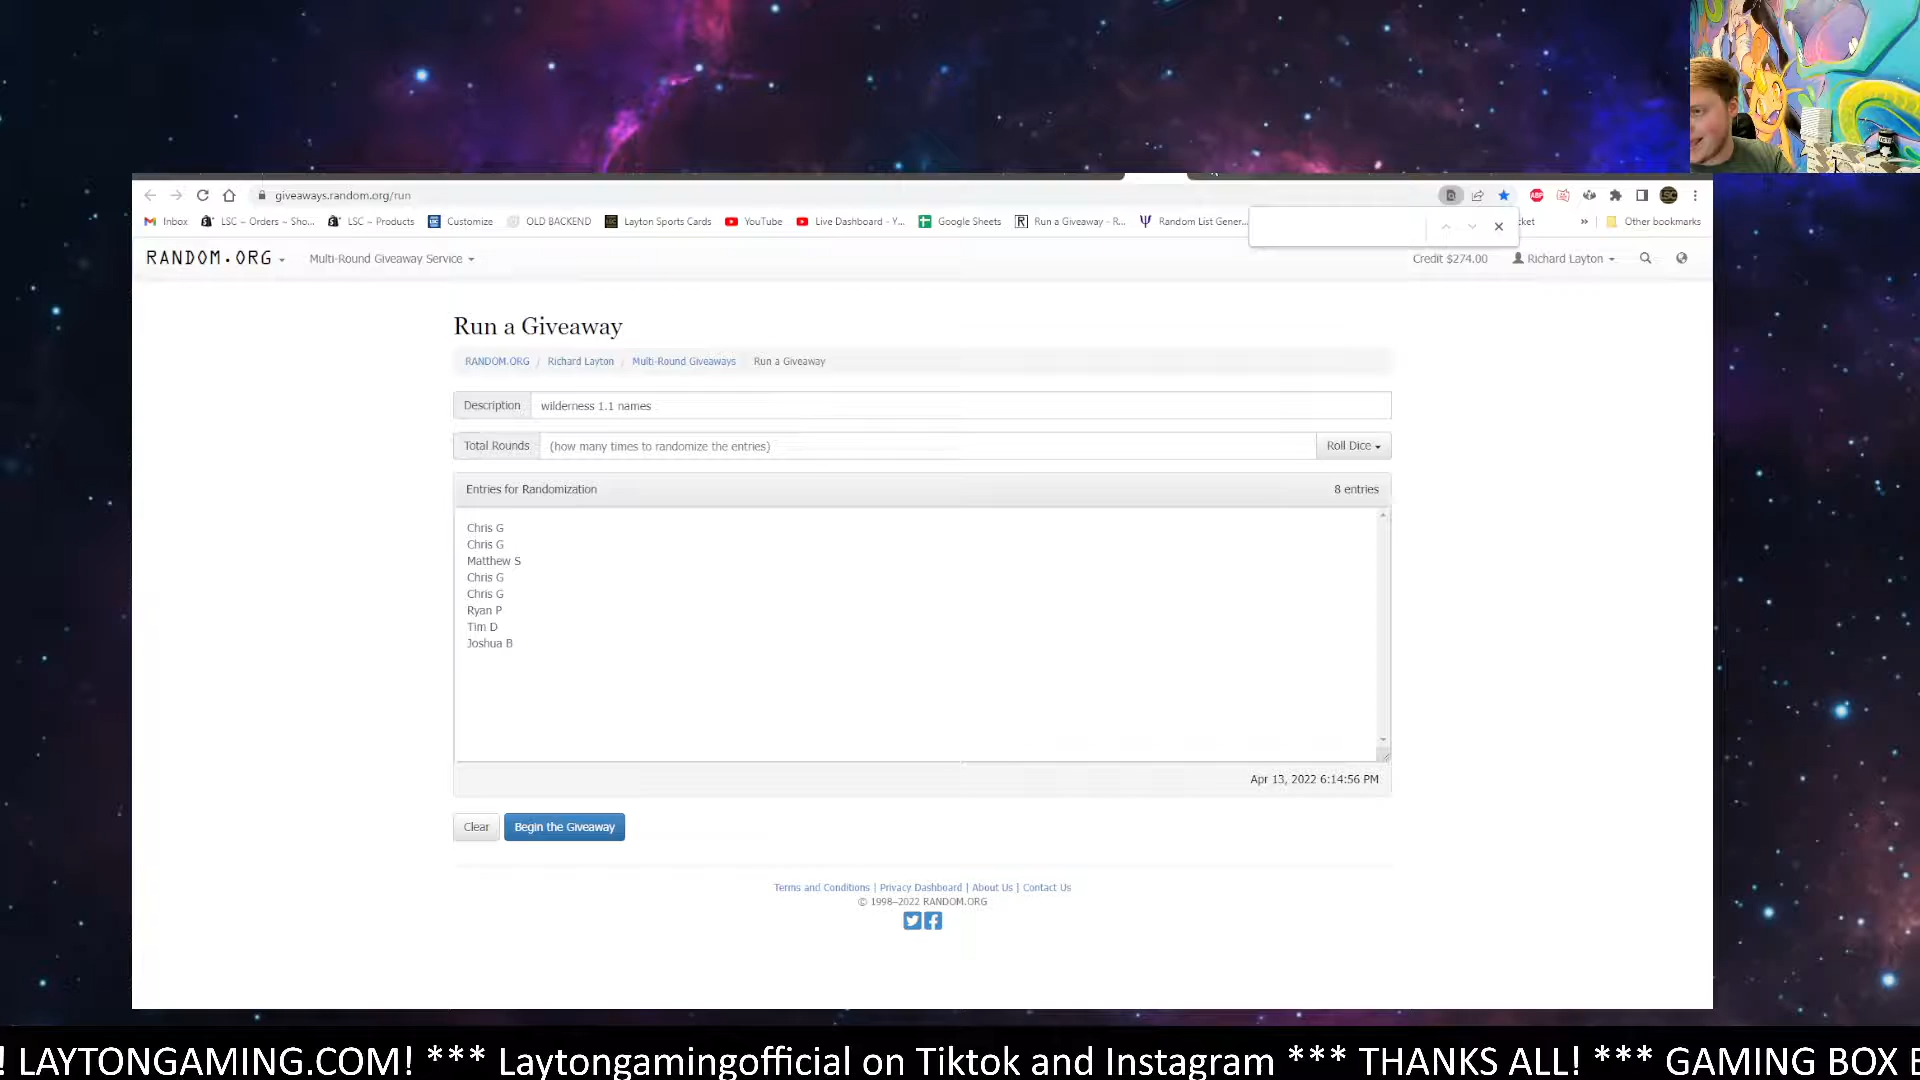 giveaways.random.org/run
Inbox LSC ~ Orders ~ Sho... LSC ~ Products Customize OLD BACKEND Layton Sports Cards YouTube Live Dashboard - Y... Google Sheets Run a Giveaway - R... Random List Gener... cket » Other bookmarks
RANDOM.ORG Multi-Round Giveaway Service Credit $274.00 Richard Layton
Run a Giveaway
RANDOM.ORG / Richard Layton / Multi-Round Giveaways Run a Giveaway
Description wilderness 1.1 names
Total Rounds (how many times to randomize the entries) Roll Dice
Entries for Randomization 8 entries
Chris G
Chris G
Matthew S
Chris G
Chris G
Ryan P
Tim D
Joshua B
Apr 13, 2022 6:14:56 PM
Clear Begin the Giveaway
Terms and Conditions | Privacy Dashboard | About Us | Contact Us
© 1998–2022 RANDOM.ORG
! LAYTONGAMING.COM! *** Laytongamingofficial on Tiktok and Instagram *** THANKS ALL! *** GAMING BOX E